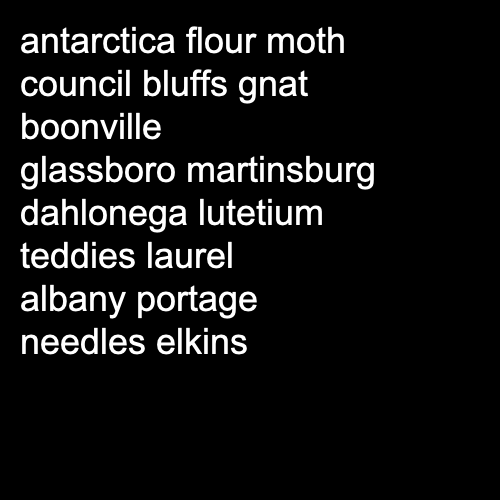 antarctica flour moth
council bluffs gnat
boonville
glassboro martinsburg
dahlonega lutetium
teddies laurel
albany portage
needles elkins